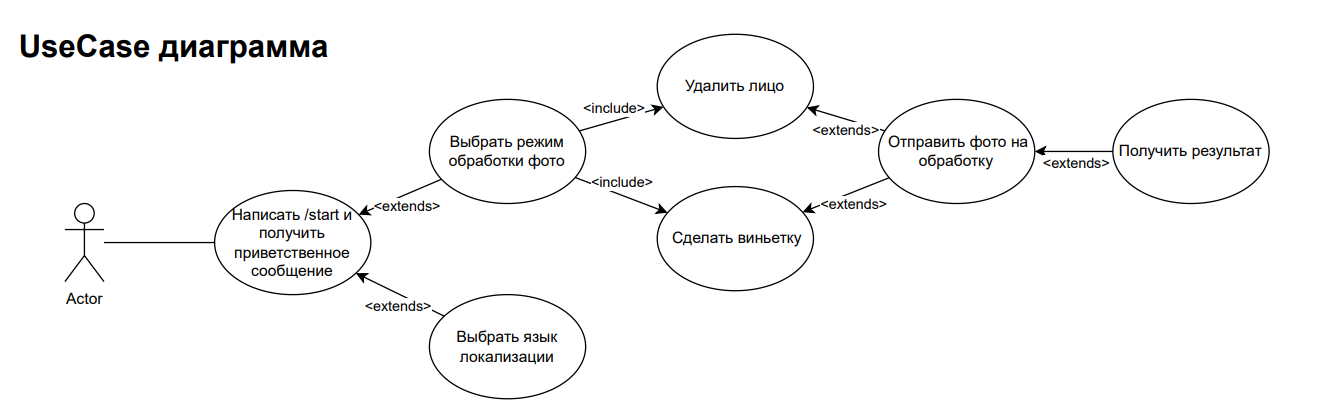 UseCase диаграмма
Удалить лицо
<include>
Выбрать режим
обработки фото
<extends>
Отправить фото на
обработку
<extends>
Получить результат
<include>
<extends>
<extends>
Написать /start и
получить
приветственное
сообщение
Сделать виньетку
Actor
<extends>
Выбрать язык
локализации